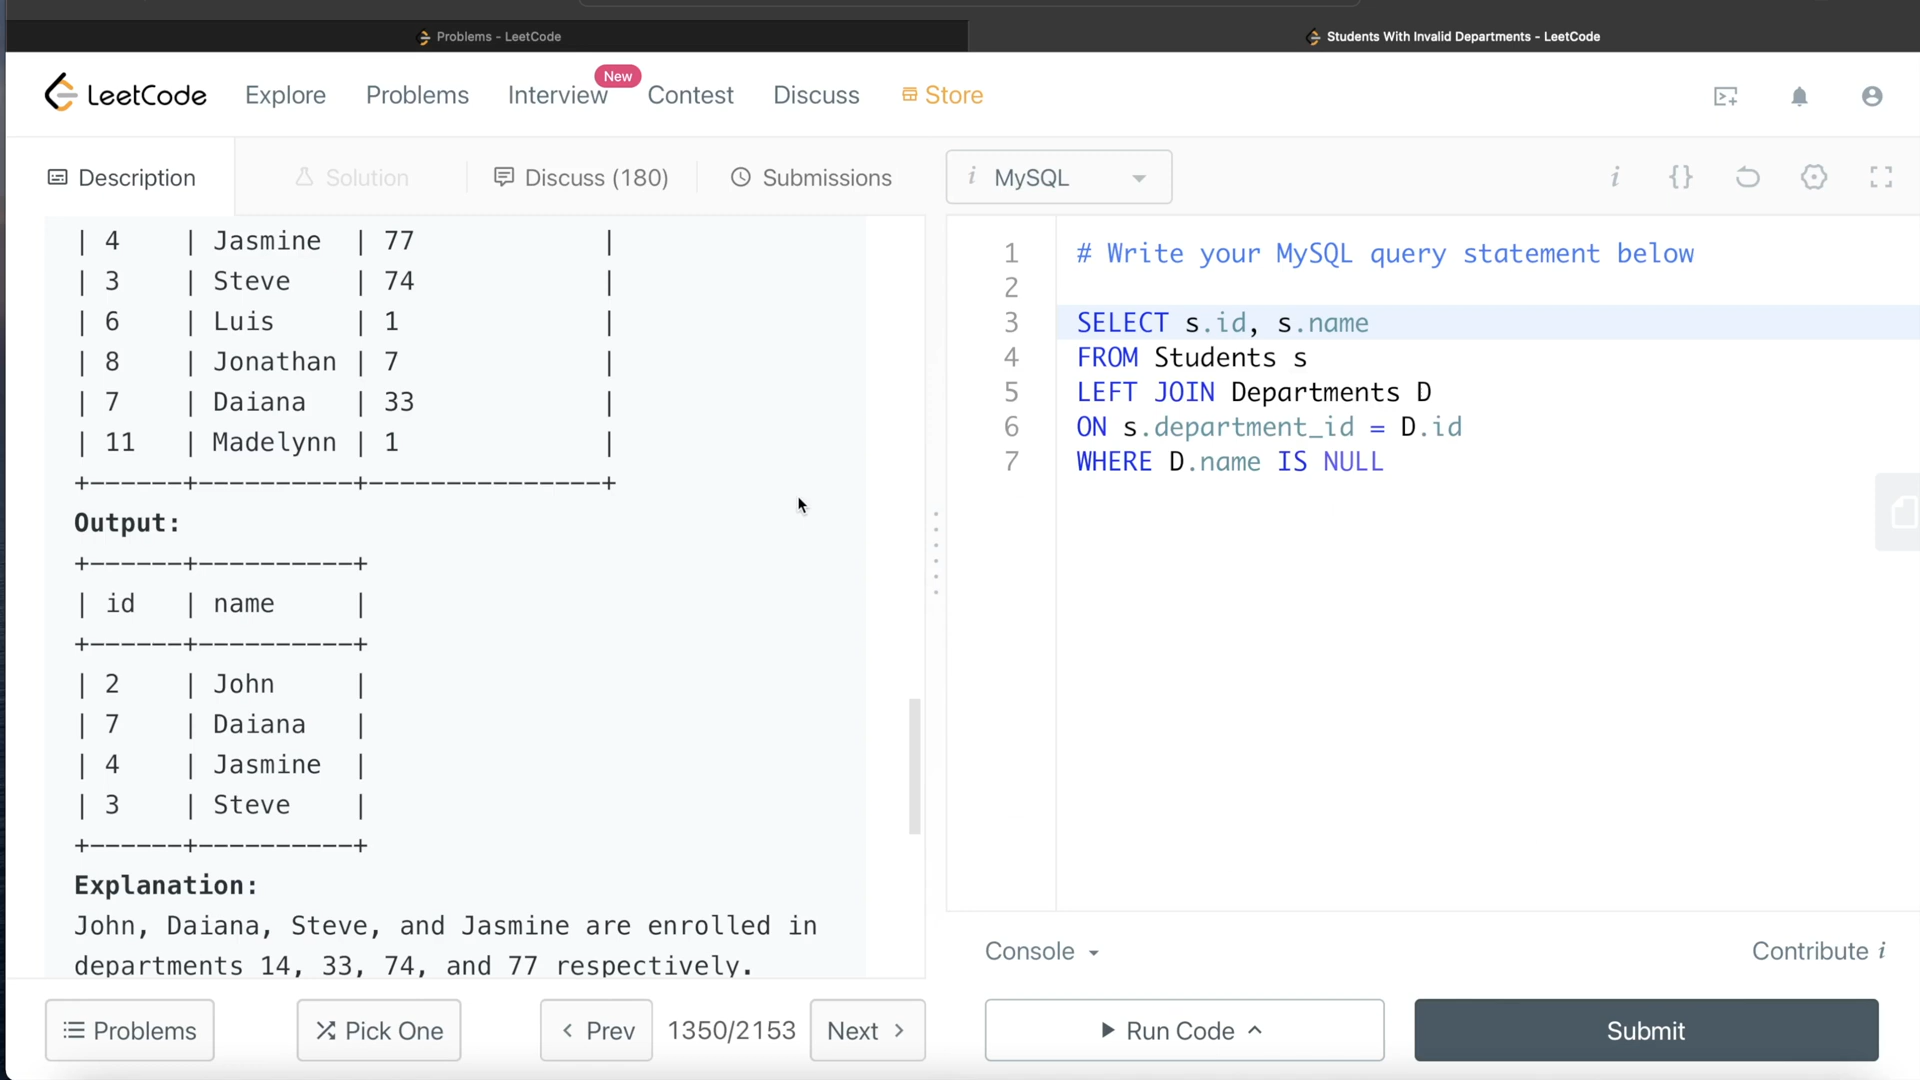 Problems - LeetCode
Students With Invalid Departments - LeetCode
LeetCode
Explore
Problems
Interview
New
Contest
Discuss
Store
Description
Solution
Discuss (180)
Submissions
i MySQL
i {}
| 4    | Jasmine  | 77           |
| 3    | Steve    | 74           |
| 6    | Luis     | 1            |
| 8    | Jonathan | 7            |
| 7    | Daiana   | 33           |
| 11   | Madelynn | 1            |
+------+----------+--------------+
Output:
+------+----------+
| id   | name     |
+------+----------+
| 2    | John     |
| 7    | Daiana   |
| 4    | Jasmine  |
| 3    | Steve    |
+------+----------+
Explanation:
John, Daiana, Steve, and Jasmine are enrolled in
departments 14, 33, 74, and 77 respectively.
1 # Write your MySQL query statement below
2
3 SELECT s.id, s.name
4 FROM Students s
5 LEFT JOIN Departments D
6 ON s.department_id = D.id
7 WHERE D.name IS NULL
Console
Contribute i
Problems
Pick One
Prev
1350/2153
Next
Run Code
Submit